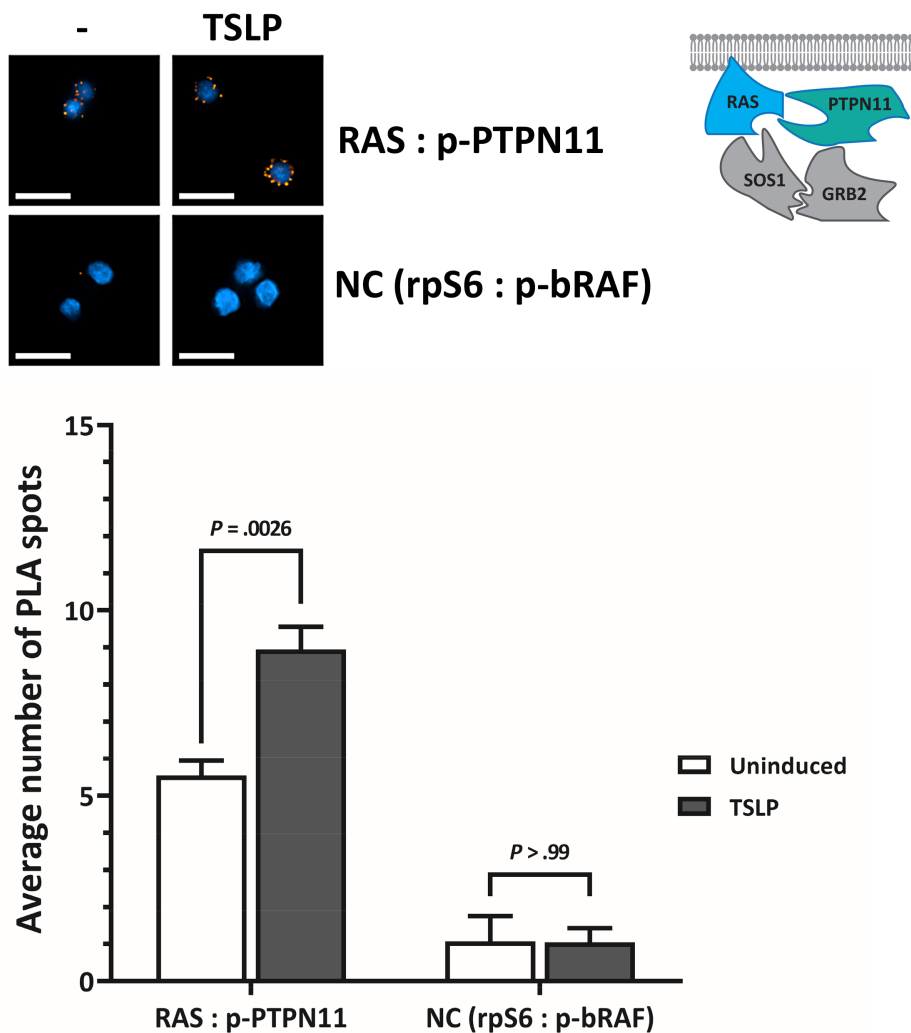 -
TSLP
RAS : p-PTPN11
NC (rpS6 : p-bRAF)
RAS
PTPN11
SOS1
GRB2
Average number of PLA spots
15
10
5
0
P = .0026
P > .99
Uninduced
TSLP
RAS : p-PTPN11
NC (rpS6 : p-bRAF)